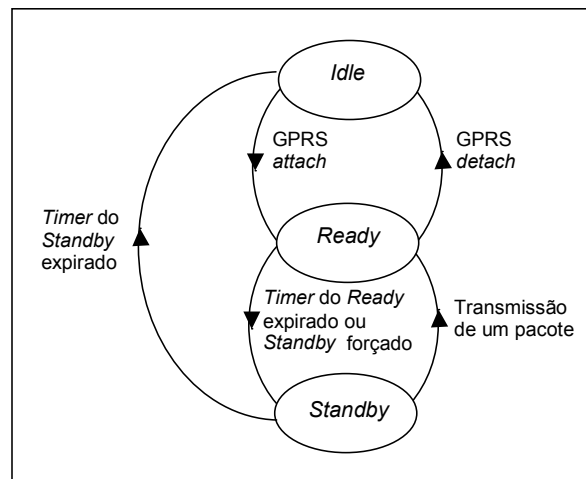 Idle
GPRS
attach
GPRS
detach
Timer do
Standby
expirado
Ready
Timer do Ready
expirado ou
Standby forçado
Transmissão
de um pacote
Standby